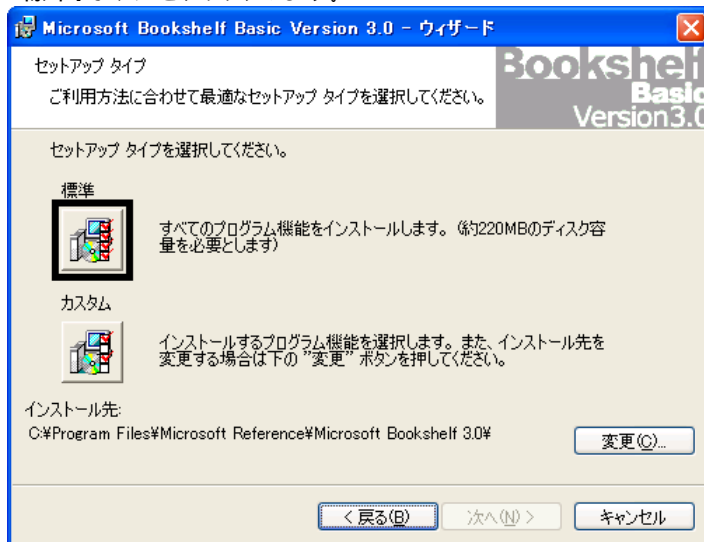 Microsoft Bookshelf Basic Version 3.0 - ウィザード
セットアップ タイプ
ご利用方法に合わせて最適なセットアップ タイプを選択してください。
Bookshelf
Basic
Version3.0
セットアップ タイプを選択してください。
標準
すべてのプログラム機能をインストールします。（約220MBのディスク容
量を必要とします）
カスタム
インストールするプログラム機能を選択します。また、インストール先を
変更する場合は下の ”変更” ボタンを押してください。
インストール先:
C:¥Program Files¥Microsoft Reference¥Microsoft Bookshelf 3.0¥
変更(C)...
< 戻る(B)
次へ(N) >
キャンセル